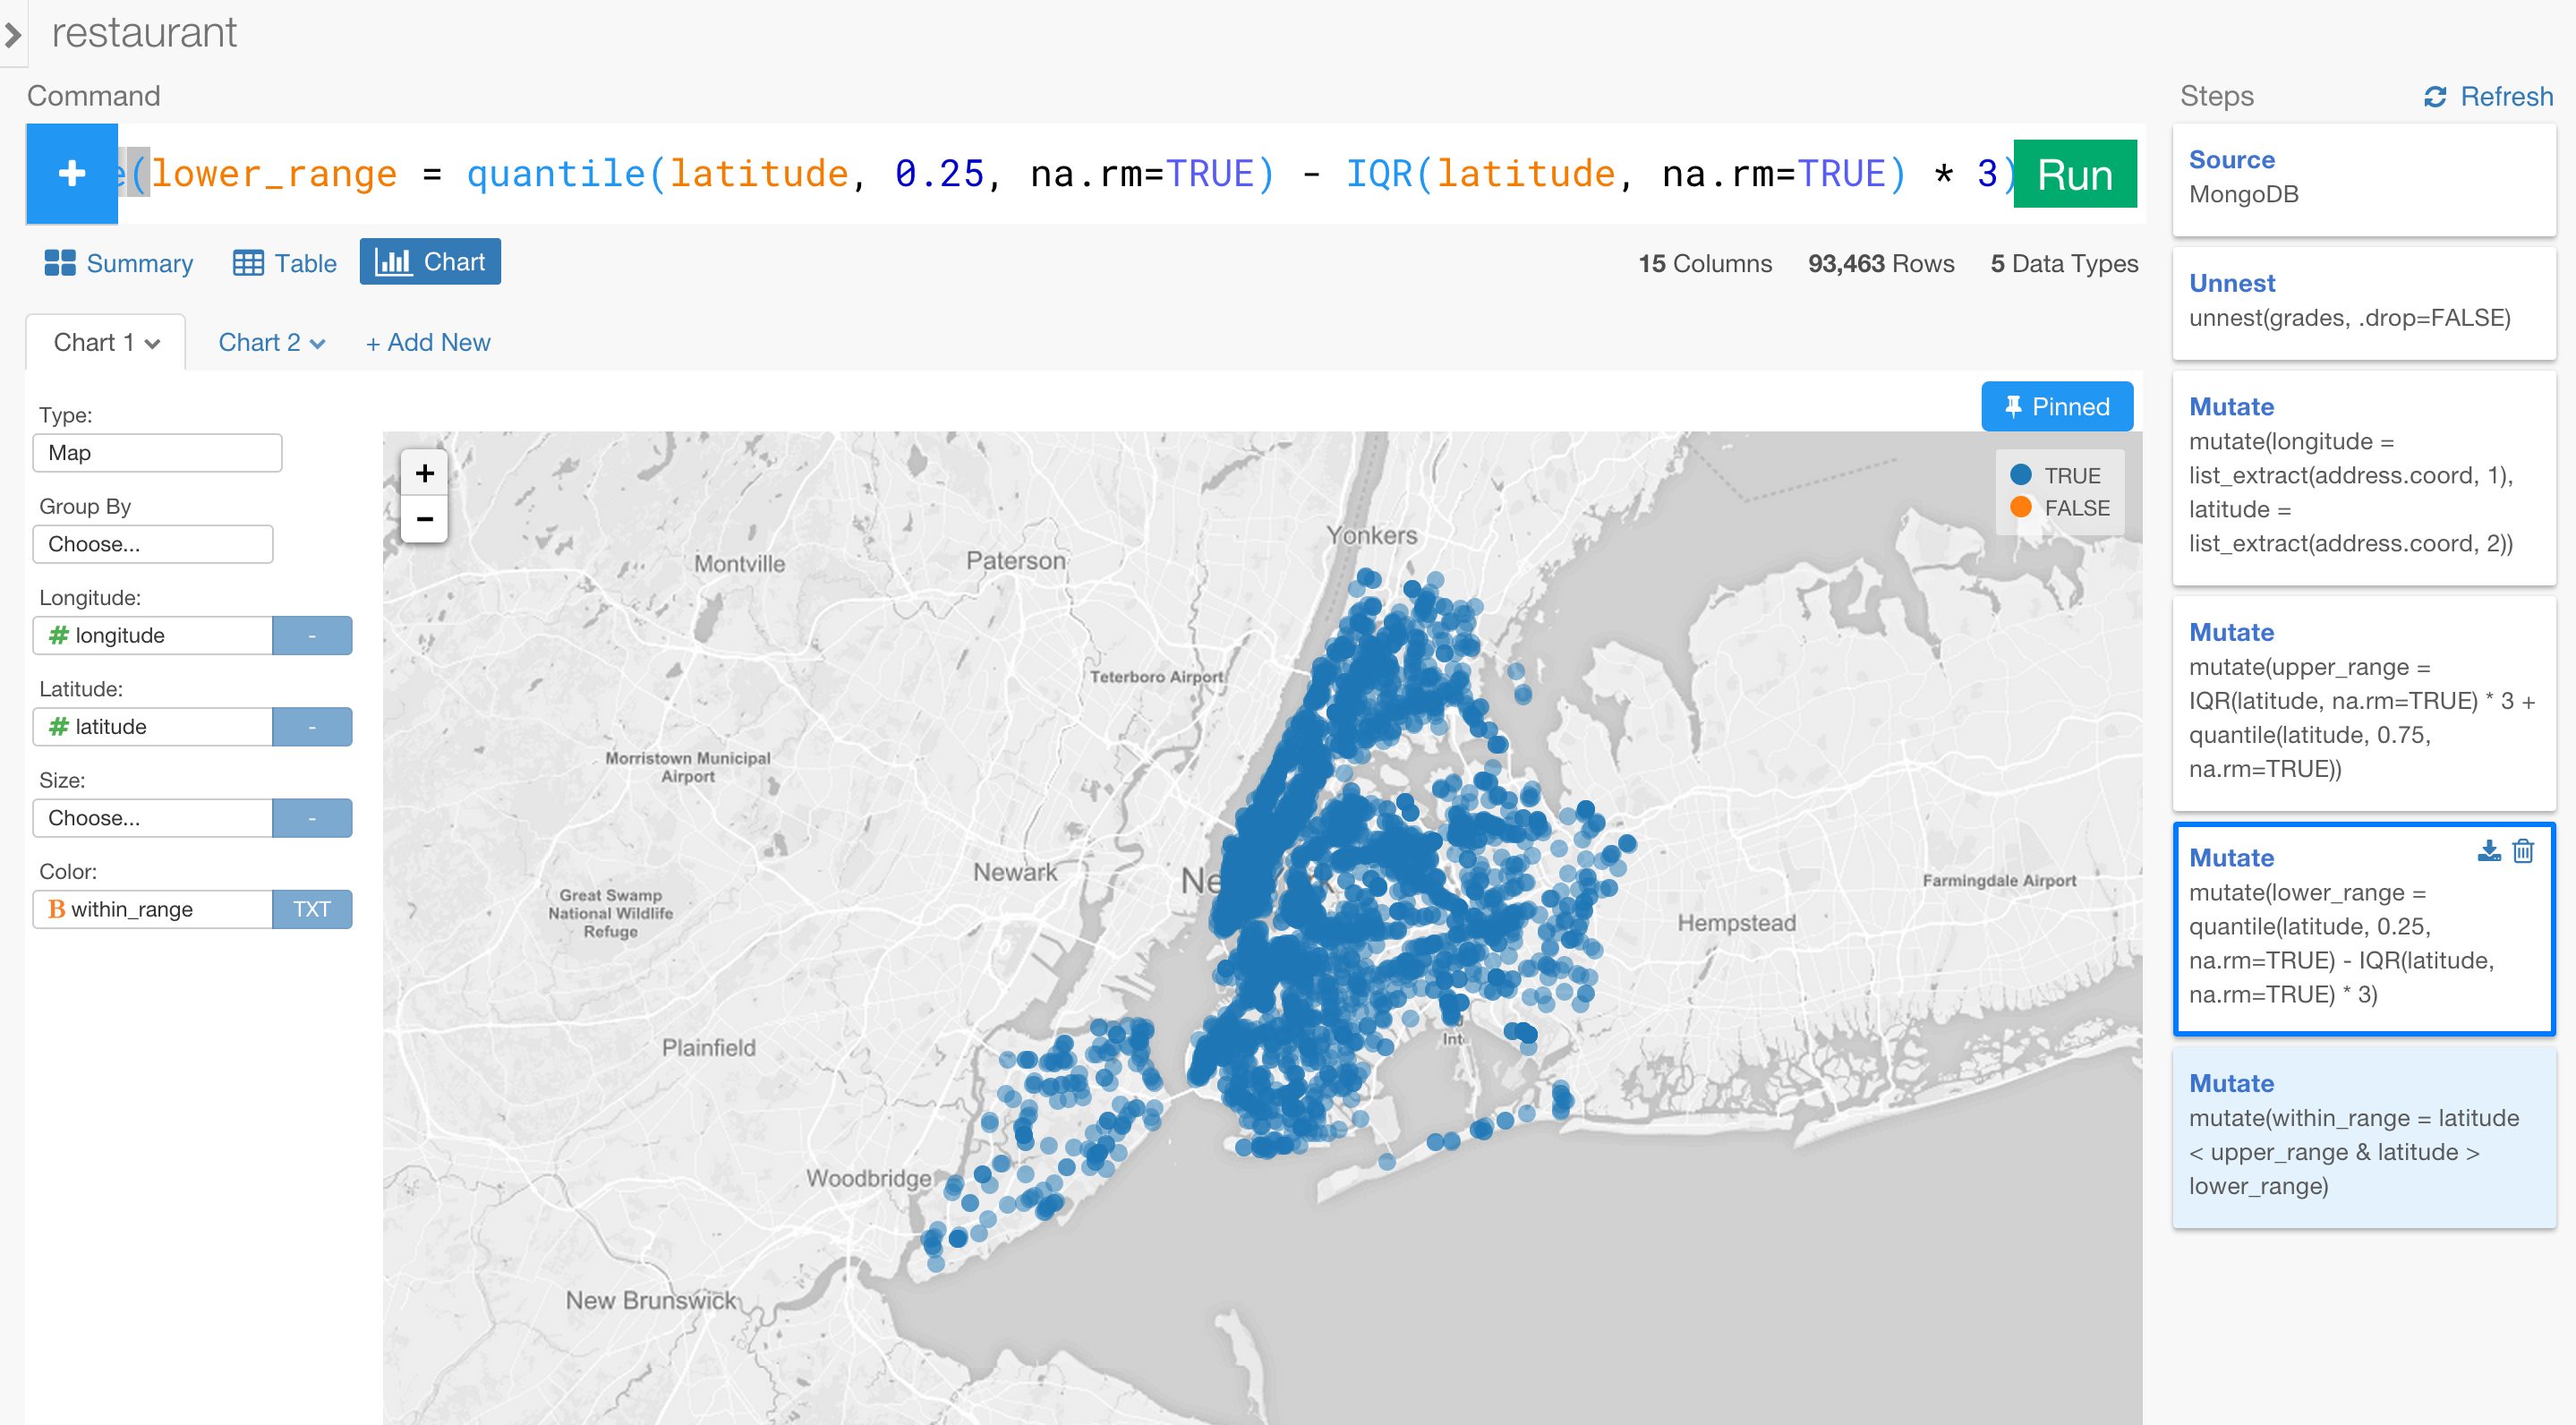 restaurant
Command
e(lower_range = quantile(latitude, 0.25, na.rm=TRUE) - IQR(latitude, na.rm=TRUE) * 3)
Run
Summary
Table
Chart
15 Columns 93,463 Rows 5 Data Types
Chart 1
Chart 2
+ Add New
Pinned
Type:
Map
Group By
Choose...
Longitude:
# longitude
-
Latitude:
# latitude
-
Size:
Choose...
-
Color:
B within_range
TXT
+
−
TRUE
FALSE
Yonkers
Montville
Paterson
Teterboro Airport
Morristown Municipal
Airport
Newark
Ne
Great Swamp
National Wildlife
Refuge
Farmingdale Airport
Hempstead
Int
Plainfield
Woodbridge
New Brunswick
Steps
Refresh
Source
MongoDB
Unnest
unnest(grades, .drop=FALSE)
Mutate
mutate(longitude =
list_extract(address.coord, 1),
latitude =
list_extract(address.coord, 2))
Mutate
mutate(upper_range =
IQR(latitude, na.rm=TRUE) * 3 +
quantile(latitude, 0.75,
na.rm=TRUE))
Mutate
mutate(lower_range =
quantile(latitude, 0.25,
na.rm=TRUE) - IQR(latitude,
na.rm=TRUE) * 3)
Mutate
mutate(within_range = latitude
< upper_range & latitude >
lower_range)